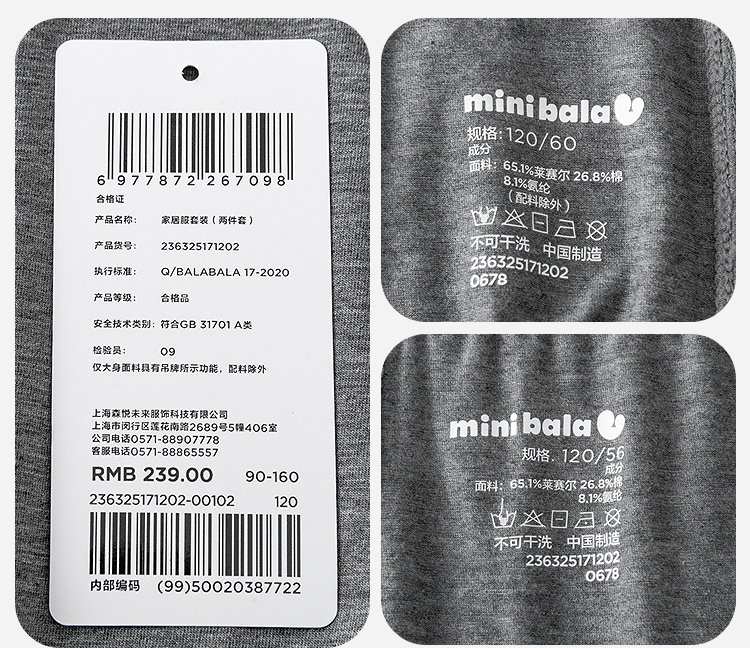 6 977872 267098
合格证
产品名称: 家居服套装(两件套)
产品货号: 236325171202
执行标准: Q/BALABALA 17-2020
产品等级: 合格品
安全技术类别: 符合GB 31701 A类
检验员: 09
仅大身面料具有吊牌所示功能，配料除外
上海森悦未来服饰科技有限公司
上海市闵行区莲花南路2689号5幢406室
公司电话0571-88907778
客服电话0571-88865557
RMB 239.00 90-160
236325171202-00102 120
内部编码 (99)50020387722
minibala
规格:120/60
成分
面料: 65.1%莱赛尔 26.8%棉
8.1%氨纶
(配料除外)
不可干洗 中国制造
236325171202
0678
minibala
规格. 120/56
成分
面料: 65.1%莱赛尔 26.8%棉
8.1%氨纶
不可干洗 中国制造
236325171202
0678